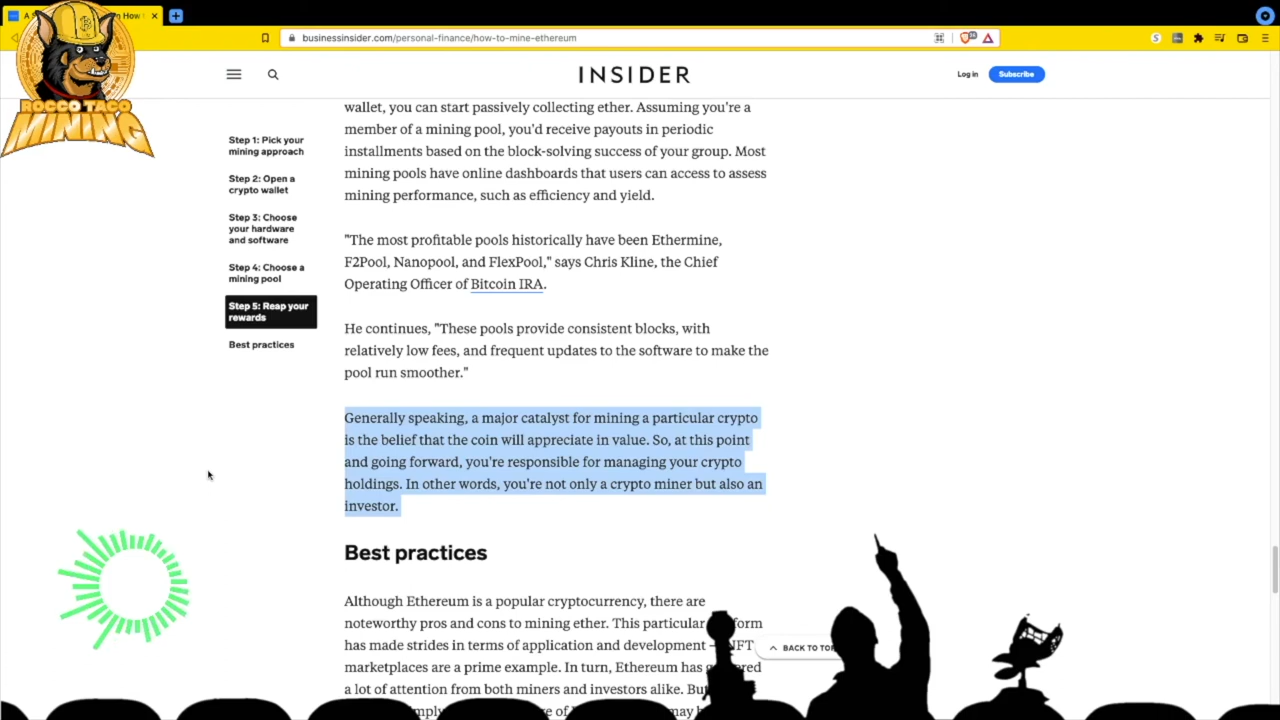 businessinsider.com/personal-finance/how-to-mine-ethereum
INSIDER
Log in
Subscribe
ROCCO TACO
MINING
Step 1: Pick your
mining approach
Step 2: Open a
crypto wallet
Step 3: Choose
your hardware
and software
Step 4: Choose a
mining pool
Step 5: Reap your
rewards
Best practices
wallet, you can start passively collecting ether. Assuming you're a
member of a mining pool, you'd receive payouts in periodic
installments based on the block-solving success of your group. Most
mining pools have online dashboards that users can access to assess
mining performance, such as efficiency and yield.
"The most profitable pools historically have been Ethermine,
F2Pool, Nanopool, and FlexPool," says Chris Kline, the Chief
Operating Officer of Bitcoin IRA.
He continues, "These pools provide consistent blocks, with
relatively low fees, and frequent updates to the software to make the
pool run smoother."
Generally speaking, a major catalyst for mining a particular crypto
is the belief that the coin will appreciate in value. So, at this point
and going forward, you're responsible for managing your crypto
holdings. In other words, you're not only a crypto miner but also an
investor.
Best practices
Although Ethereum is a popular cryptocurrency, there are
noteworthy pros and cons to mining ether. This particular
has made strides in terms of application and development – NFT
marketplaces are a prime example. In turn, Ethereum has
a lot of attention from both miners and investors alike. But
BACK TO